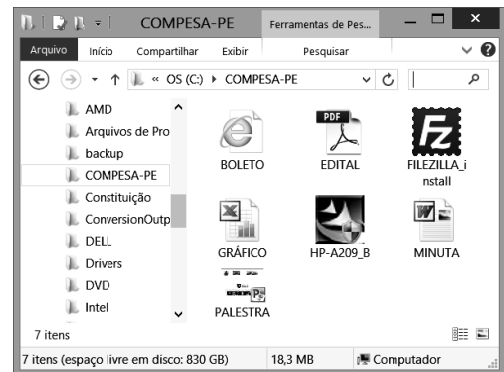 COMPESA-PE
Ferramentas de Pes...
Arquivo
Início
Compartilhar
Exibir
Pesquisar
« OS (C:) ▸ COMPESA-PE
AMD
Arquivos de Pro
backup
COMPESA-PE
Constituição
ConversionOutp
DELL
Drivers
DVD
Intel
BOLETO
PDF
EDITAL
FZ
FILEZILLA_i
nstall
GRÁFICO
HP-A209_B
MINUTA
PALESTRA
7 itens
7 itens (espaço livre em disco: 830 GB)
18,3 MB
Computador